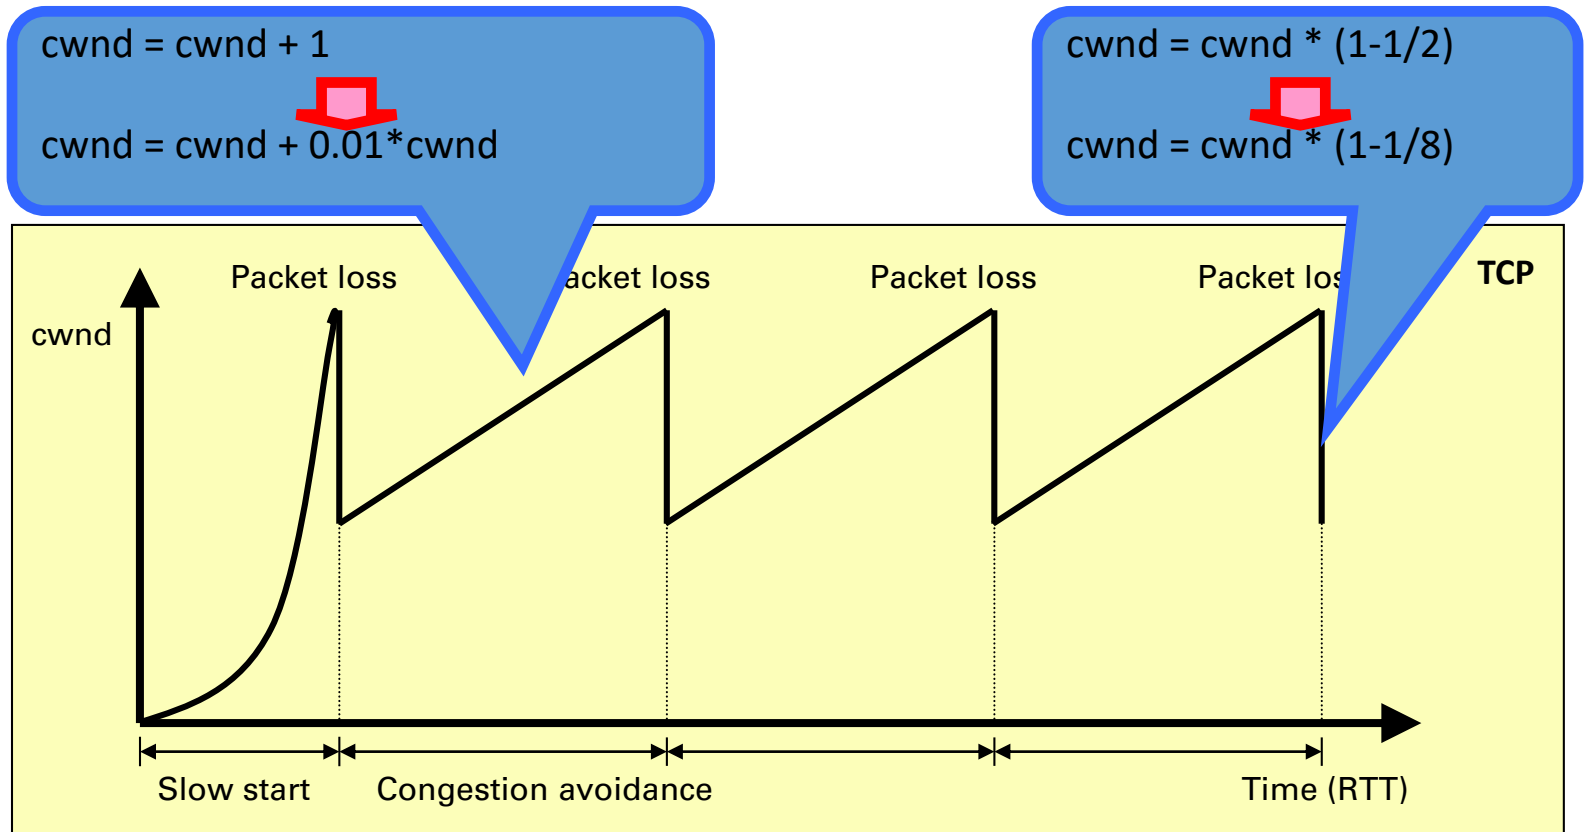 cwnd = cwnd + 1
cwnd = cwnd + 0.01*cwnd
cwnd = cwnd * (1-1/2)
cwnd = cwnd * (1-1/8)
TCP
Packet loss acket loss Packet loss Packet los
cwnd
Slow start Congestion avoidance Time (RTT)